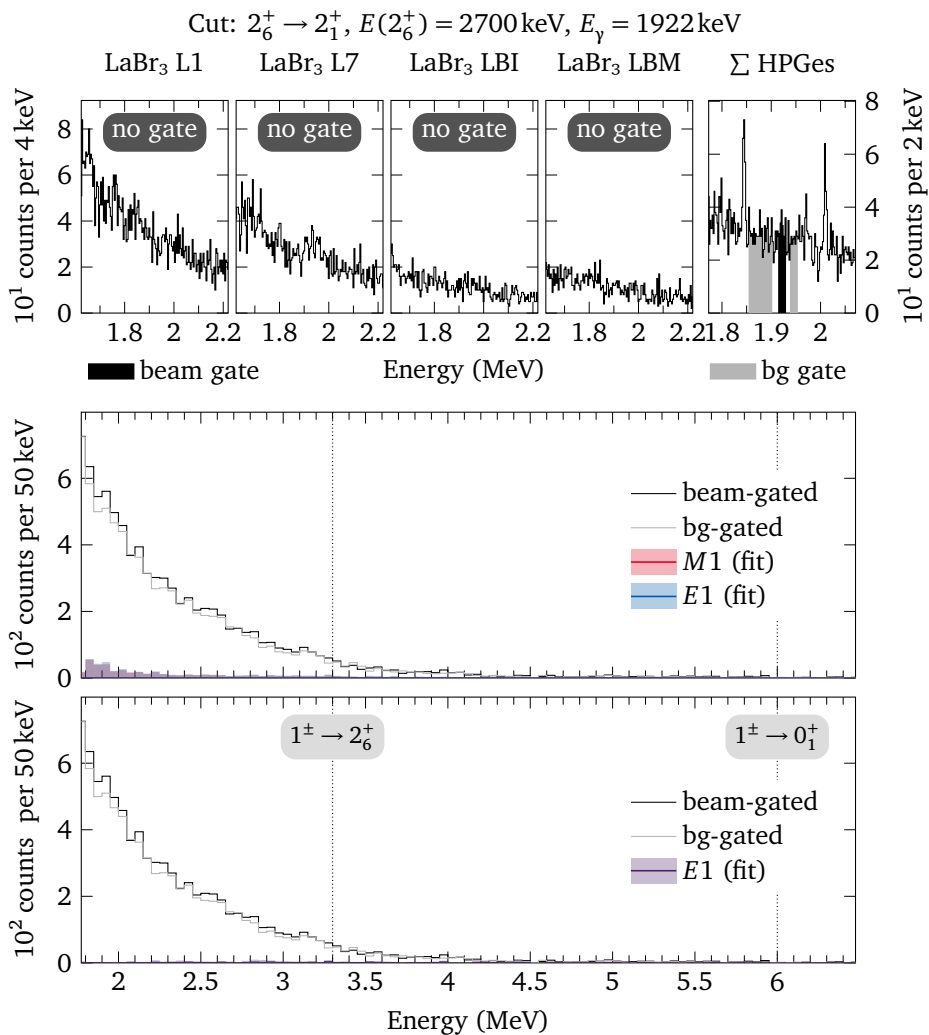 Cut: 2₆⁺ → 2₁⁺, E(2₆⁺) = 2700 keV, Eᵧ = 1922 keV
LaBr₃ L1 LaBr₃ L7 LaBr₃ LBI LaBr₃ LBM ∑ HPGes
no gate no gate no gate no gate
10¹ counts per 4 keV
8
6
4
2
0
1.8 2 2.2 1.8 2 2.2 1.8 2 2.2 1.8 2 2.2 1.8 1.9 2
8
6
4
2
0
10¹ counts per 2 keV
beam gate Energy (MeV) bg gate
10² counts per 50 keV
6
4
2
0
beam-gated
bg-gated
M1 (fit)
E1 (fit)
10² counts per 50 keV
6
4
2
0
1± → 2₆⁺ 1± → 0₁⁺
beam-gated
bg-gated
E1 (fit)
2 2.5 3 3.5 4 4.5 5 5.5 6
Energy (MeV)